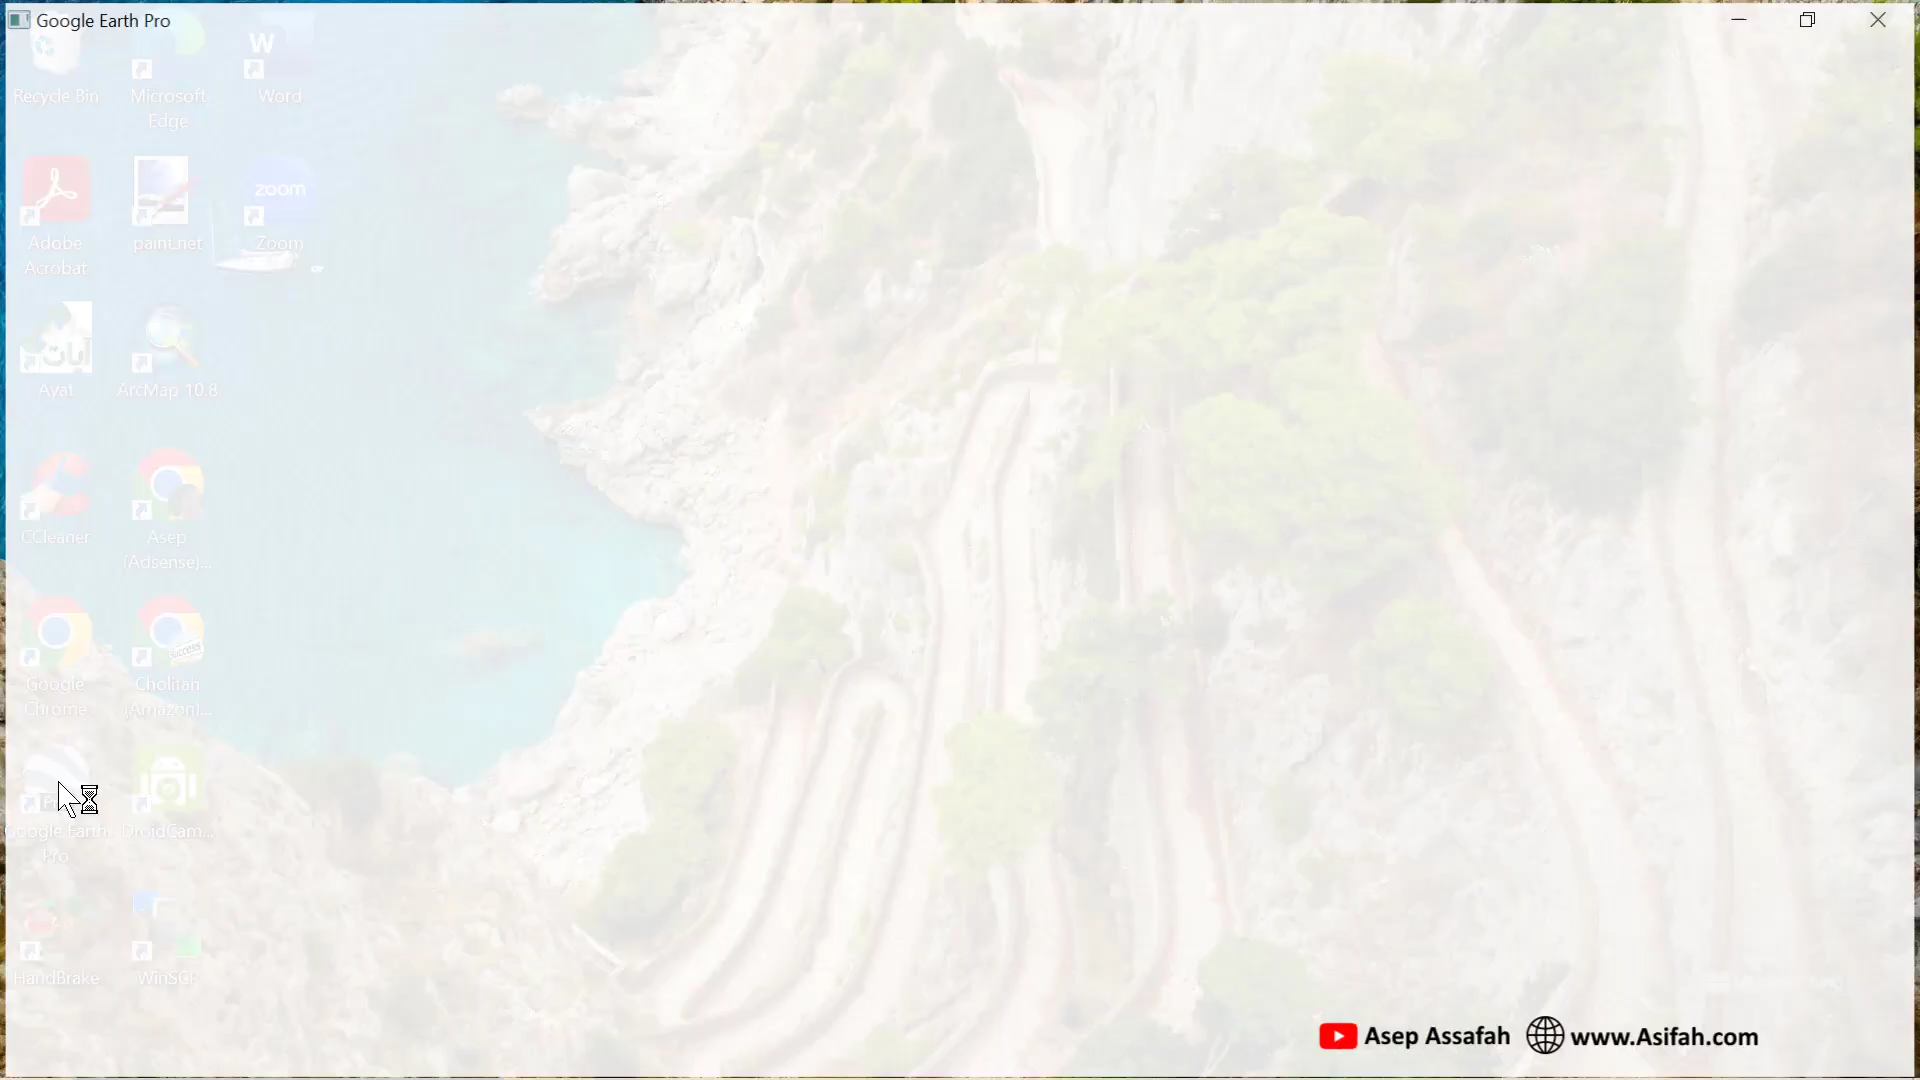 Google Earth Pro
W
Recycle Bin
Microsoft
Edge
Word
zoom
Adobe
Acrobat
paint.net
Zoom
Ayat
ArcMap 10.8
CCleaner
Asep
(Adsense)...
success
Google
Chrome
Cholitan
(Amazon)...
Google Earth
Pro
DroidCam...
HandBrake
WinSCP
Asep Assafah
www.Asifah.com